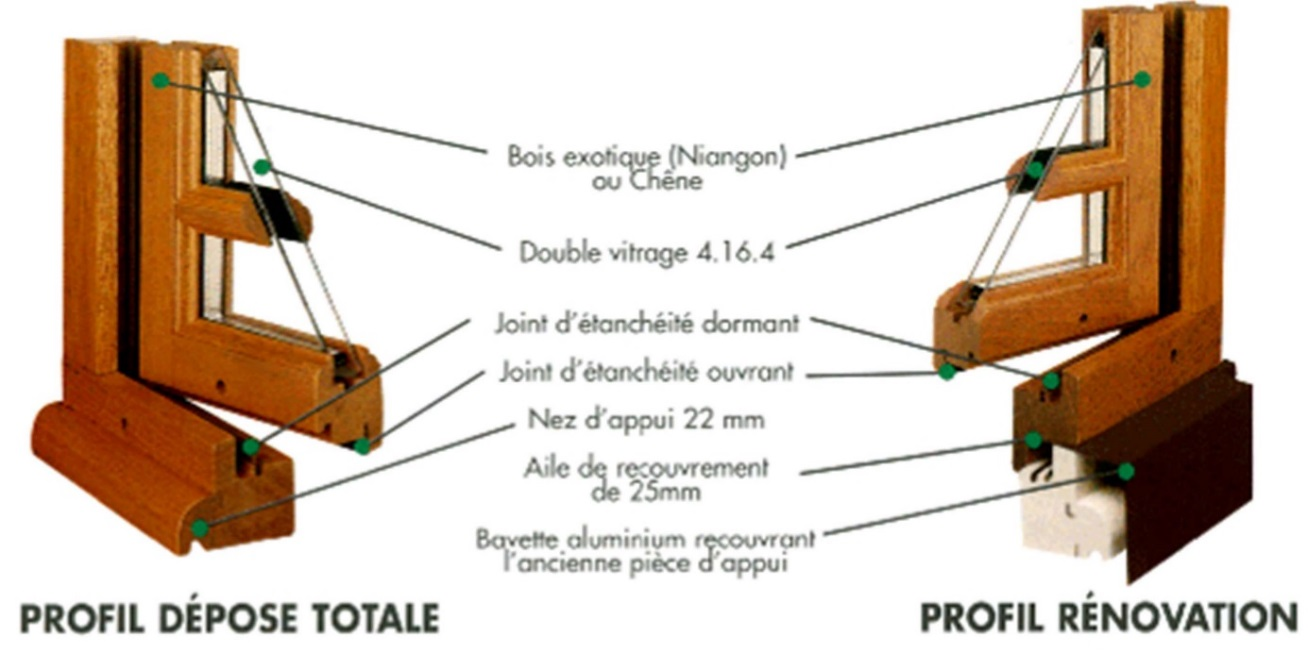 Bois exotique (Niangon)
ou Chêne
Double vitrage 4.16.4
Joint d'étanchéité dormant
Joint d'étanchéité ouvrant
Nez d'appui 22 mm
Aile de recouvrement
de 25mm
Bavette aluminium recouvrant
l'ancienne pièce d'appui
PROFIL DÉPOSE TOTALE
PROFIL RÉNOVATION